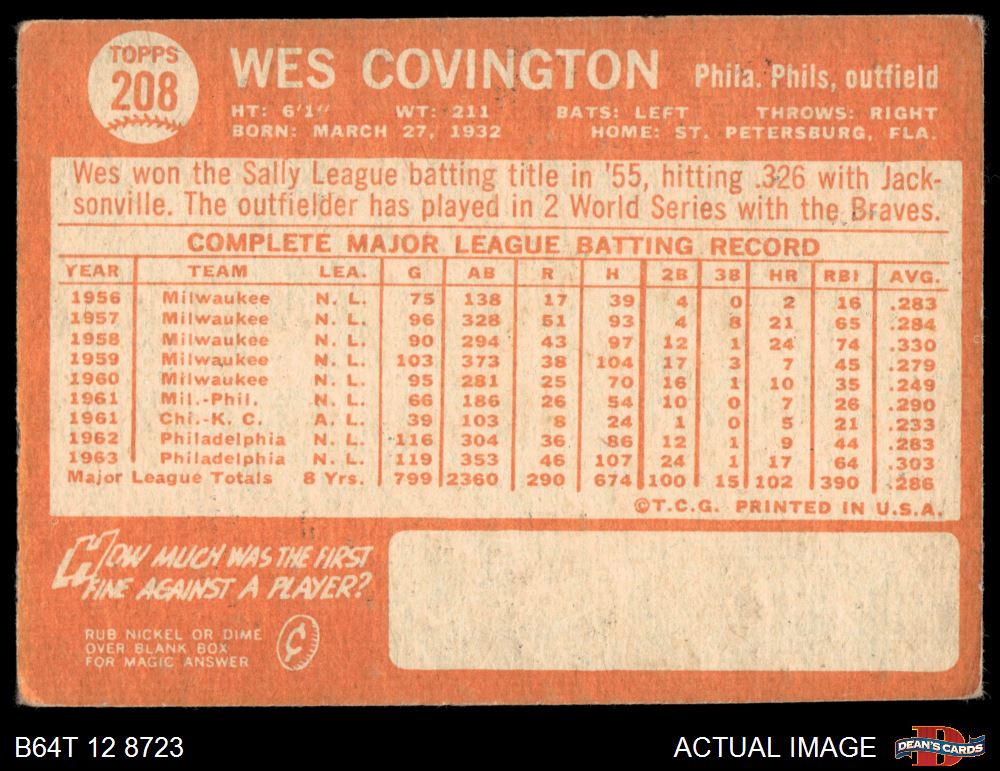 TOPPS
208
WES COVINGTON Phila. Phils, outfield
HT: 6'1" WT: 211 BATS: LEFT THROWS: RIGHT
BORN: MARCH 27, 1932 HOME: ST. PETERSBURG, FLA.
Wes won the Sally League batting title in '55, hitting .326 with Jack-
sonville. The outfielder has played in 2 World Series with the Braves.
COMPLETE MAJOR LEAGUE BATTING RECORD
YEAR TEAM LEA. G AB R H 2B 3B HR RBI AVG.
1956 Milwaukee N. L. 75 138 17 39 4 0 2 16 .283
1957 Milwaukee N. L. 96 328 51 93 4 8 21 65 .284
1958 Milwaukee N. L. 90 294 43 97 12 1 24 74 .330
1959 Milwaukee N. L. 103 373 38 104 17 3 7 45 .279
1960 Milwaukee N. L. 95 281 25 70 16 1 10 35 .249
1961 Mil.-Phil. N. L. 66 186 26 54 10 0 7 26 .290
1961 Chi.-K. C. A. L. 39 103 8 24 1 0 5 21 .233
1962 Philadelphia N. L. 116 304 36 86 12 1 9 44 .283
1963 Philadelphia N. L. 119 353 46 107 24 1 17 64 .303
Major League Totals 8 Yrs. 799 2360 290 674 100 15 102 390 .286
©T.C.G. PRINTED IN U.S.A.
HOW MUCH WAS THE FIRST
FINE AGAINST A PLAYER?
RUB NICKEL OR DIME
OVER BLANK BOX
FOR MAGIC ANSWER
¢
B64T 12 8723 ACTUAL IMAGE DEAN'S CARDS